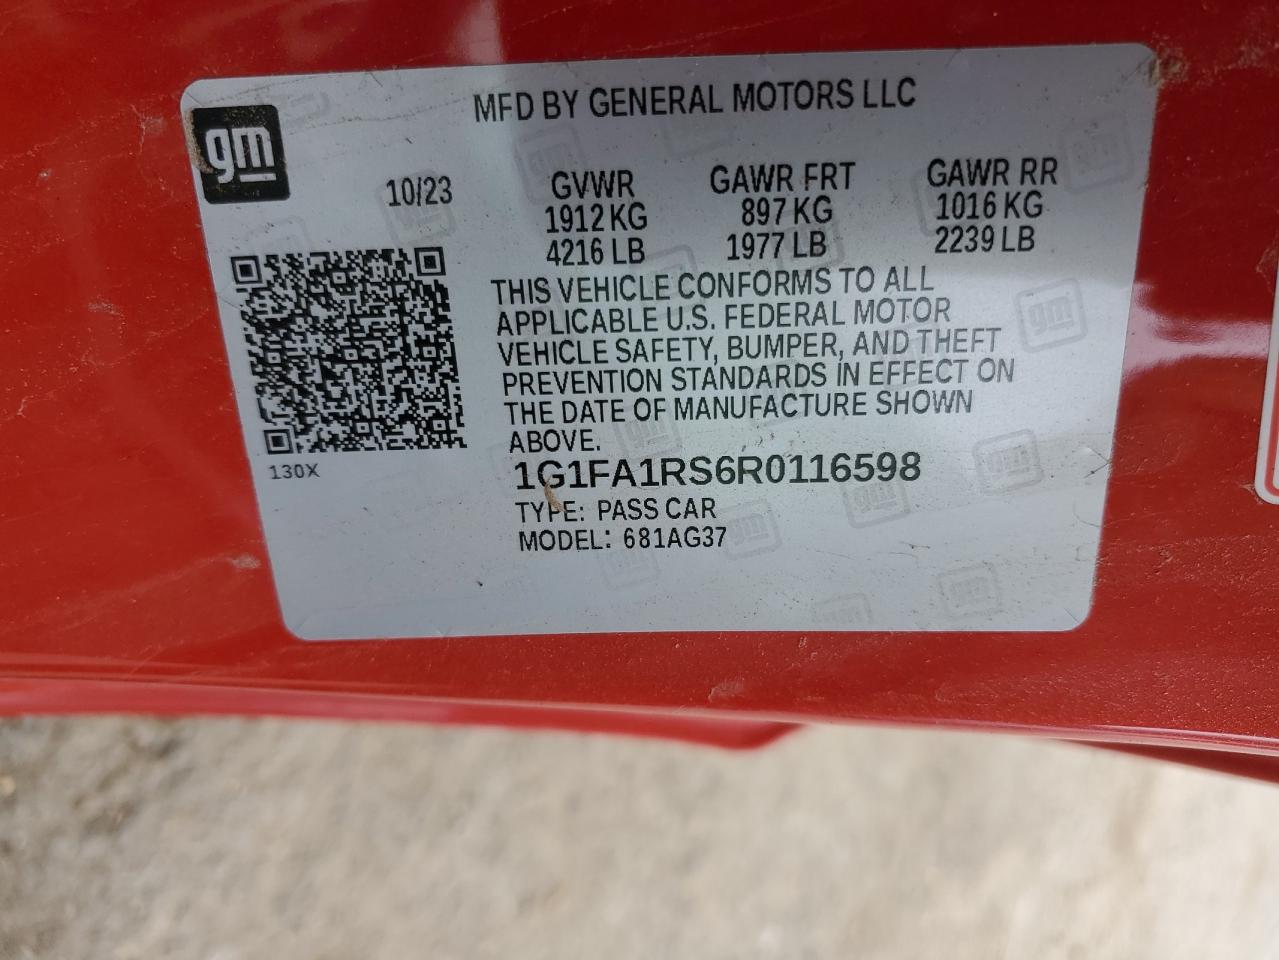 MFD BY GENERAL MOTORS LLC
gm
10/23 GVWR GAWR FRT GAWR RR
1912 KG 897 KG 1016 KG
4216 LB 1977 LB 2239 LB
THIS VEHICLE CONFORMS TO ALL
APPLICABLE U.S. FEDERAL MOTOR
VEHICLE SAFETY, BUMPER, AND THEFT
PREVENTION STANDARDS IN EFFECT ON
THE DATE OF MANUFACTURE SHOWN
ABOVE.
130X
1G1FA1RS6R0116598
TYPE: PASS CAR
MODEL: 681AG37